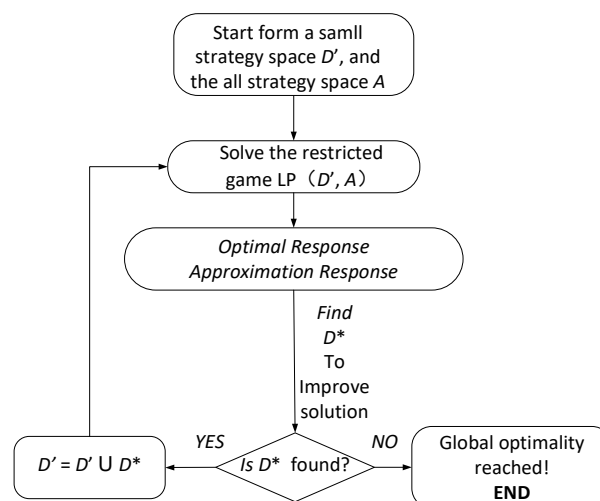 Start form a samll
strategy space D’, and
the all strategy space A
Solve the restricted
game LP（D’, A）
Optimal Response
Approximation Response
Find
D*
To
Improve
solution
YES
Is D* found?
NO
D’ = D’ U D*
Global optimality
reached!
END